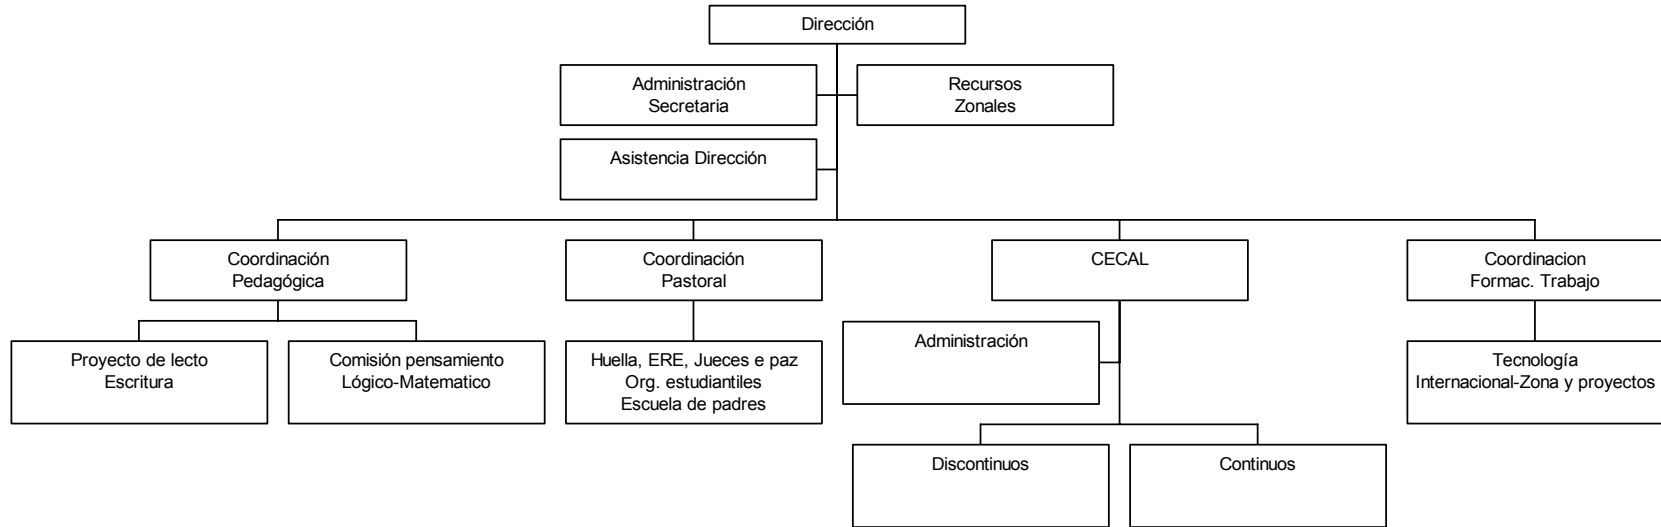 Dirección
Administración
Secretaria
Recursos
Zonales
Asistencia Dirección
Coordinación
Pedagógica
Coordinación
Pastoral
CECAL
Coordinacion
Formac. Trabajo
Proyecto de lecto
Escritura
Comisión pensamiento
Lógico-Matematico
Huella, ERE, Jueces e paz
Org. estudiantiles
Escuela de padres
Administración
Tecnología
Internacional-Zona y proyectos
Discontinuos
Continuos